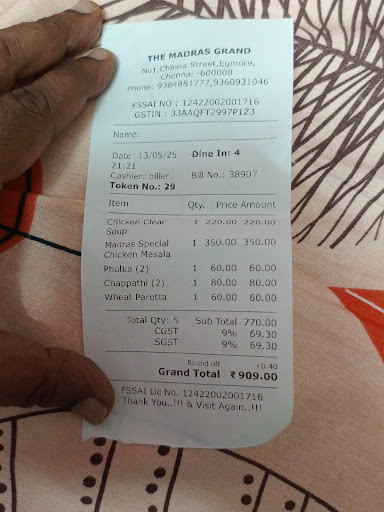 THE MADRAS GRAND
No1,Chinna Street,Egmore,
Chennai -600008
Phone: 9384881777,9360931046
FSSAI NO : 12422002001716
GSTIN : 33AAQFT2997P1Z3
Name:
Date: 13/05/25 Dine In: 4
21:21
Cashier: biller Bill No.: 38907
Token No.: 29
Item Qty. Price Amount
Chicken Clear 1 220.00 220.00
Soup
Madras Special 1 350.00 350.00
Chicken Masala
Phulka (2) 1 60.00 60.00
Chappathi (2) 1 80.00 80.00
Wheat Parotta 1 60.00 60.00
Total Qty: 5 Sub Total 770.00
CGST 9% 69.30
SGST 9% 69.30
Round off +0.40
Grand Total ₹909.00
FSSAI Lic No. 12422002001716
Thank You..!!! & Visit Again..!!!